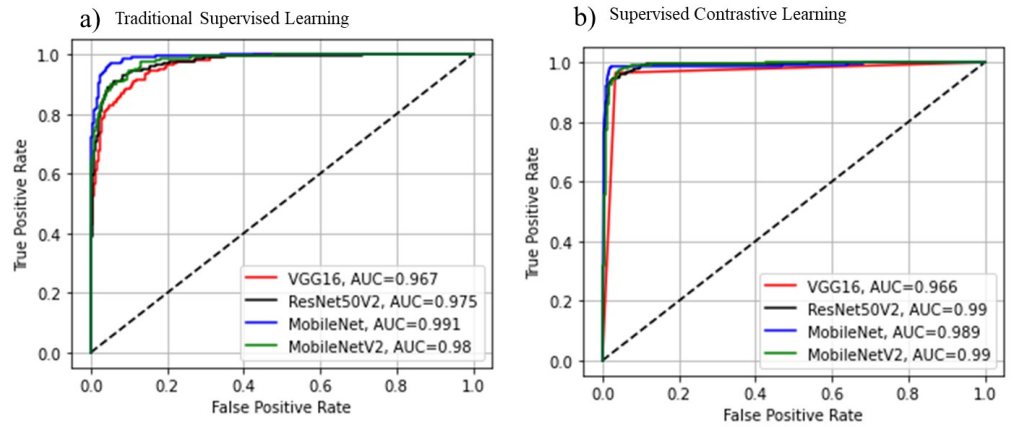 a) Traditional Supervised Learning
1.0
0.8
0.6
0.4
0.2
0.0
True Positive Rate
VGG16, AUC=0.967
ResNet50V2, AUC=0.975
MobileNet, AUC=0.991
MobileNetV2, AUC=0.98
0.0 0.2 0.4 0.6 0.8 1.0
False Positive Rate
b) Supervised Contrastive Learning
1.0
0.8
0.6
0.4
0.2
0.0
True Positive Rate
VGG16, AUC=0.966
ResNet50V2, AUC=0.99
MobileNet, AUC=0.989
MobileNetV2, AUC=0.99
0.0 0.2 0.4 0.6 0.8 1.0
False Positive Rate